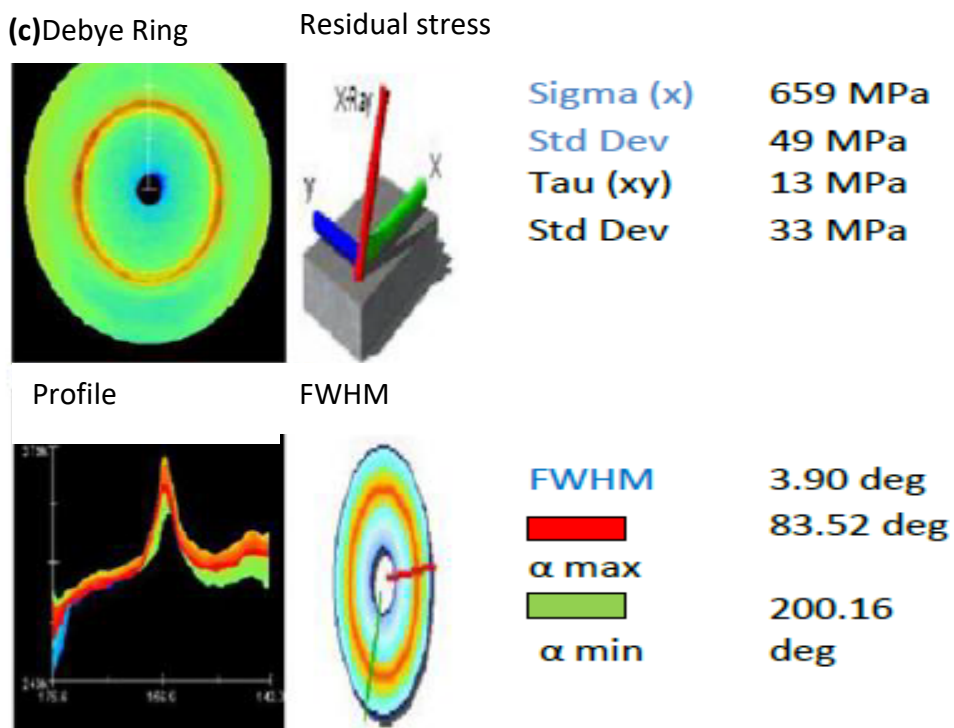 (c)Debye Ring
Residual stress
X-Ray
X
y
Sigma (x) 659 MPa
Std Dev 49 MPa
Tau (xy) 13 MPa
Std Dev 33 MPa
Profile
FWHM
FWHM 3.90 deg
83.52 deg
α max
200.16
α min deg